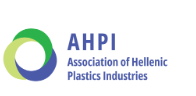 AHPI
Association of Hellenic
Plastics Industries